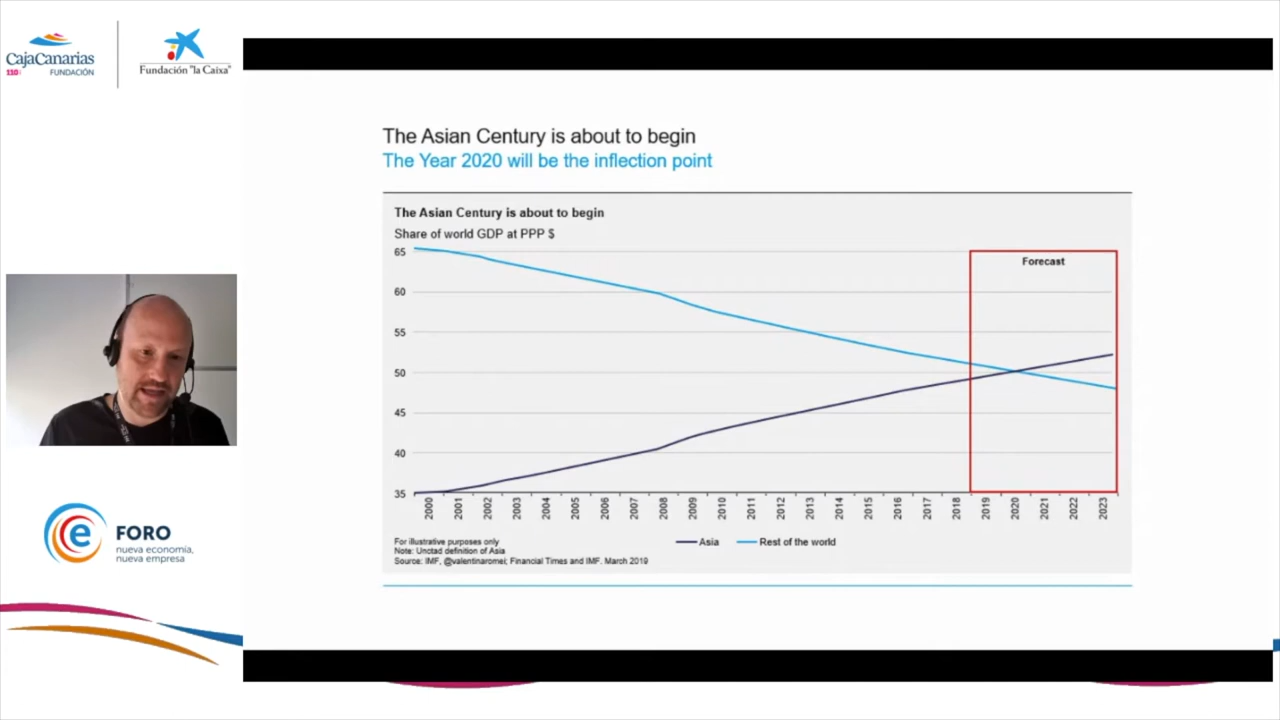 CajaCanarias
110
FUNDACIÓN
Fundación "la Caixa"
The Asian Century is about to begin
The Year 2020 will be the inflection point
The Asian Century is about to begin
Share of world GDP at PPP $
65
60
55
50
45
40
35
Forecast
2000 2001 2002 2003 2004 2005 2006 2007 2008 2009 2010 2011 2012 2013 2014 2015 2016 2017 2018 2019 2020 2021 2022 2023
Asia Rest of the world
For illustrative purposes only
Note: Unctad definition of Asia
Source: IMF, @valentinaromei; Financial Times and IMF. March 2019
e
FORO
nueva economía,
nueva empresa